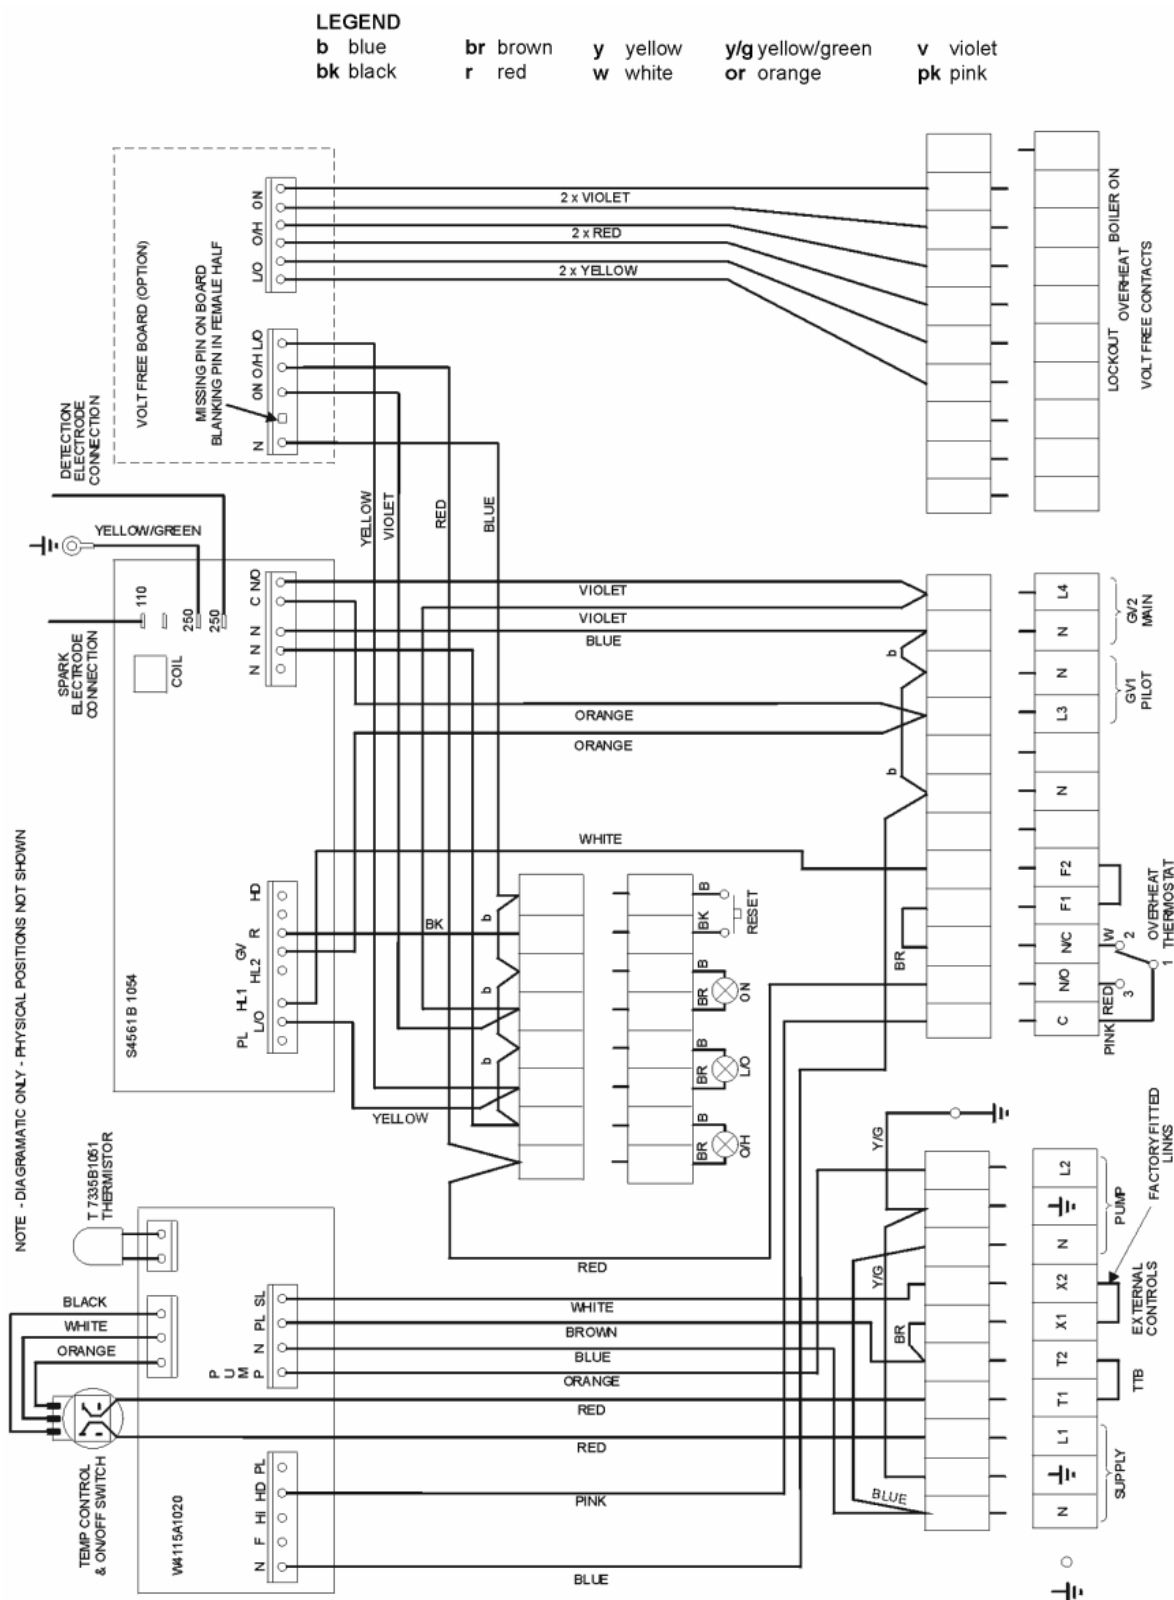 LEGEND
b blue br brown y yellow y/g yellow/green v violet
bk black r red w white or orange pk pink
NOTE - DIAGRAMATIC ONLY - PHYSICAL POSITIONS NOT SHOWN
VOLT FREE BOARD (OPTION)
MISSING PIN ON BOARD
BLANKING PIN IN FEMALE HALF
L/O O/H ON
N ON O/H L/O
2 x VIOLET
2 x RED
2 x YELLOW
LOCKOUT OVERHEAT BOILER ON
VOLT FREE CONTACTS
DETECTION
ELECTRODE
CONNECTION
YELLOW/GREEN
SPARK
ELECTRODE
CONNECTION
110
250
250
COIL
S4561 B 1054
N N N C N/O
PL L/O HL1 HL2 GV R HD
YELLOW
VIOLET
RED
BLUE
VIOLET
VIOLET
BLUE
ORANGE
ORANGE
WHITE
BK
YELLOW
b
b
b
b
b
BR
B
BK
RESET
B
BR
ON
B
BR
L/O
B
BR
O/H
L4
N
GV2
MAIN
N
L3
GV1
PILOT
N
F2
F1
N/C
N/O
C
W
2
RED
3
PINK
1
OVERHEAT
THERMOSTAT
T 7335B1051
THERMISTOR
BLACK
WHITE
ORANGE
TEMP CONTROL
& ON/OFF SWITCH
W4115A1020
PUMP N PL SL
P
N F HI HD PL
RED
WHITE
BROWN
BLUE
ORANGE
RED
RED
PINK
BLUE
Y/G
Y/G
BR
BLUE
L2
N
PUMP
X2
X1
EXTERNAL
CONTROLS
T2
T1
TTB
L1
N
SUPPLY
FACTORY FITTED
LINKS